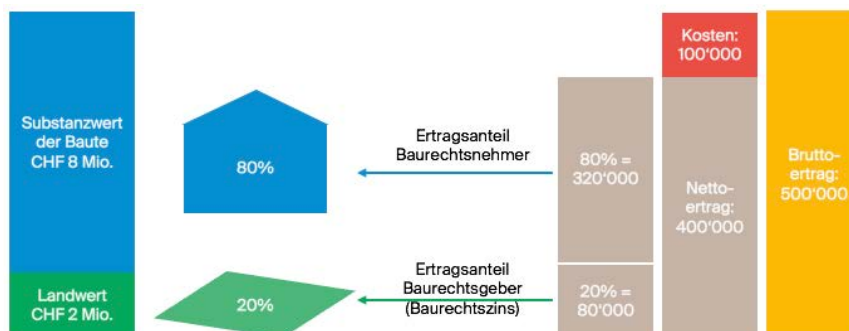 Substanzwert
der Baute
CHF 8 Mio.
Landwert
CHF 2 Mio.
80%
20%
Ertragsanteil
Baurechtsnehmer
Ertragsanteil
Baurechtsgeber
(Baurechtszins)
80% =
320'000
20% =
80'000
Kosten:
100'000
Netto-
ertrag:
400'000
Brutto-
ertrag:
500'000